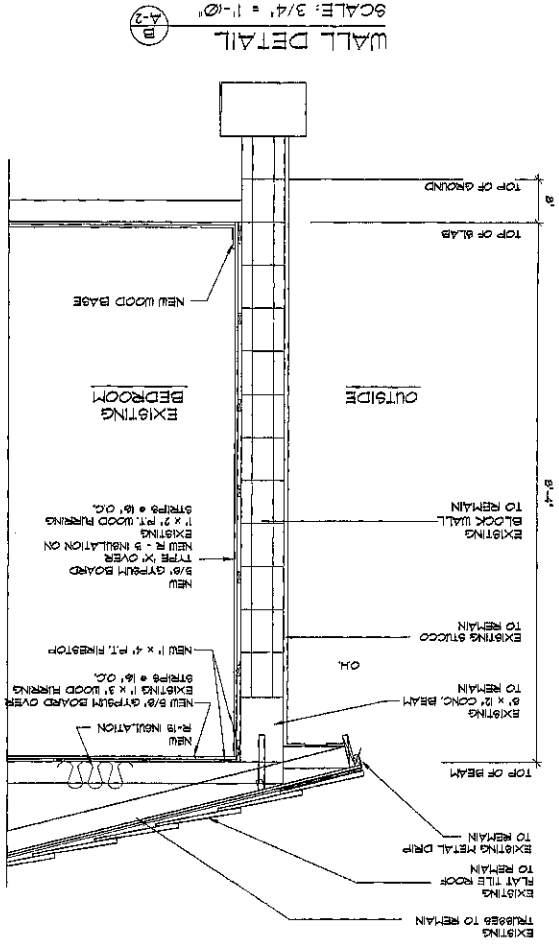 EXISTING
TRUSSES TO REMAIN
EXISTING
FLAT TILE ROOF
TO REMAIN
EXISTING METAL DRIP
TO REMAIN
TOP OF BEAM
EXISTING
8" x 12" CONC. BEAM
TO REMAIN
O.H.
EXISTING STUCCO
TO REMAIN
EXISTING
BLOCK WALL
TO REMAIN
8'-4"
OUTSIDE
TOP OF SLAB
8"
TOP OF GROUND
NEW
R-19 INSULATION
NEW 5/8" GYPSUM BOARD OVER
EXISTING 1" x 3" WOOD FURRING
STRIPS @ 16" O.C.
NEW 1" x 4" P.T. FIRESTOP
NEW
5/8" GYPSUM BOARD
TYPE 'X' OVER
NEW R - 5 INSULATION ON
EXISTING
1" x 2" P.T. WOOD FURRING
STRIPS @ 16" O.C.
EXISTING
BEDROOM
NEW WOOD BASE
WALL DETAIL
SCALE: 3/4" = 1'-0"
B
A-2